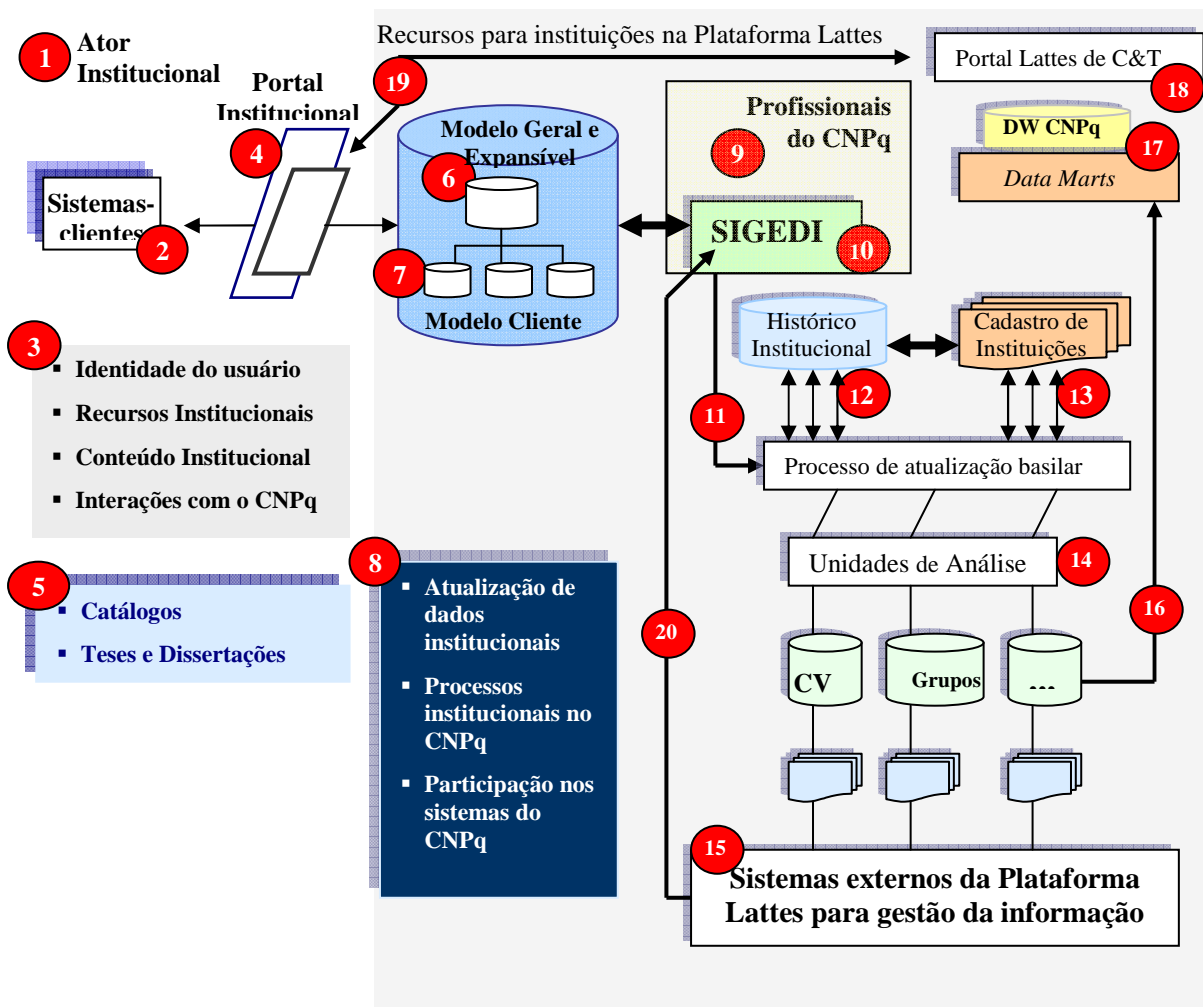 Recursos para instituições na Plataforma Lattes
1
Ator
Institucional
Portal
Institucional
19
Portal Lattes de C&T
18
4
Modelo Geral e
Expansível
6
Profissionais
do CNPq
9
DW CNPq
17
Data Marts
Sistemas-
clientes
2
SIGEDI
10
7
Modelo Cliente
Histórico
Institucional
12
Cadastro de
Instituições
13
3
▪ Identidade do usuário
▪ Recursos Institucionais
▪ Conteúdo Institucional
▪ Interações com o CNPq
11
Processo de atualização basilar
Unidades de Análise
14
5
▪ Catálogos
▪ Teses e Dissertações
8
▪ Atualização de
dados
institucionais
▪ Processos
institucionais no
CNPq
▪ Participação nos
sistemas do
CNPq
20
16
CV
Grupos
...
15
Sistemas externos da Plataforma
Lattes para gestão da informação